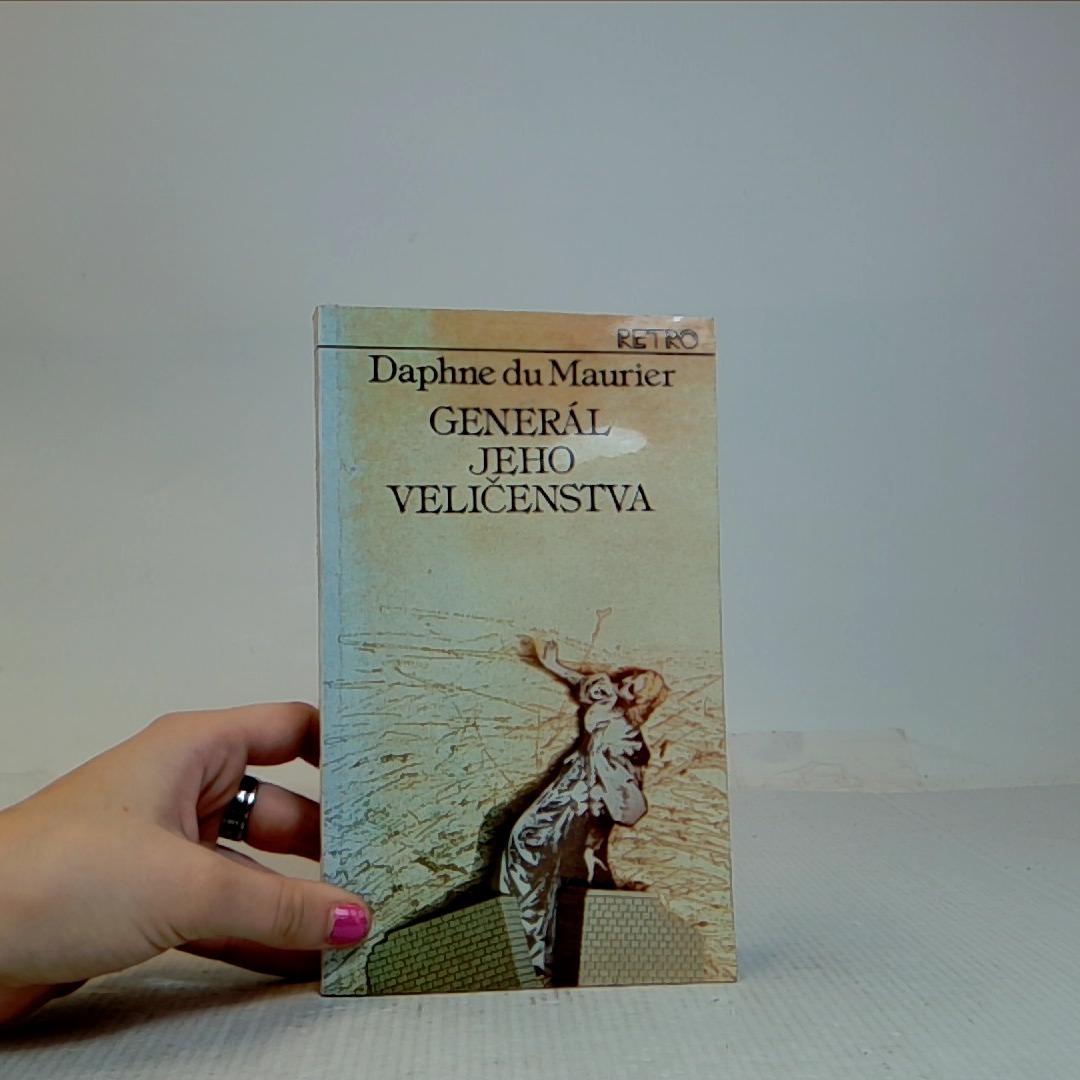 RETRO
Daphne du Maurier
GENERÁL
JEHO
VELIČENSTVA